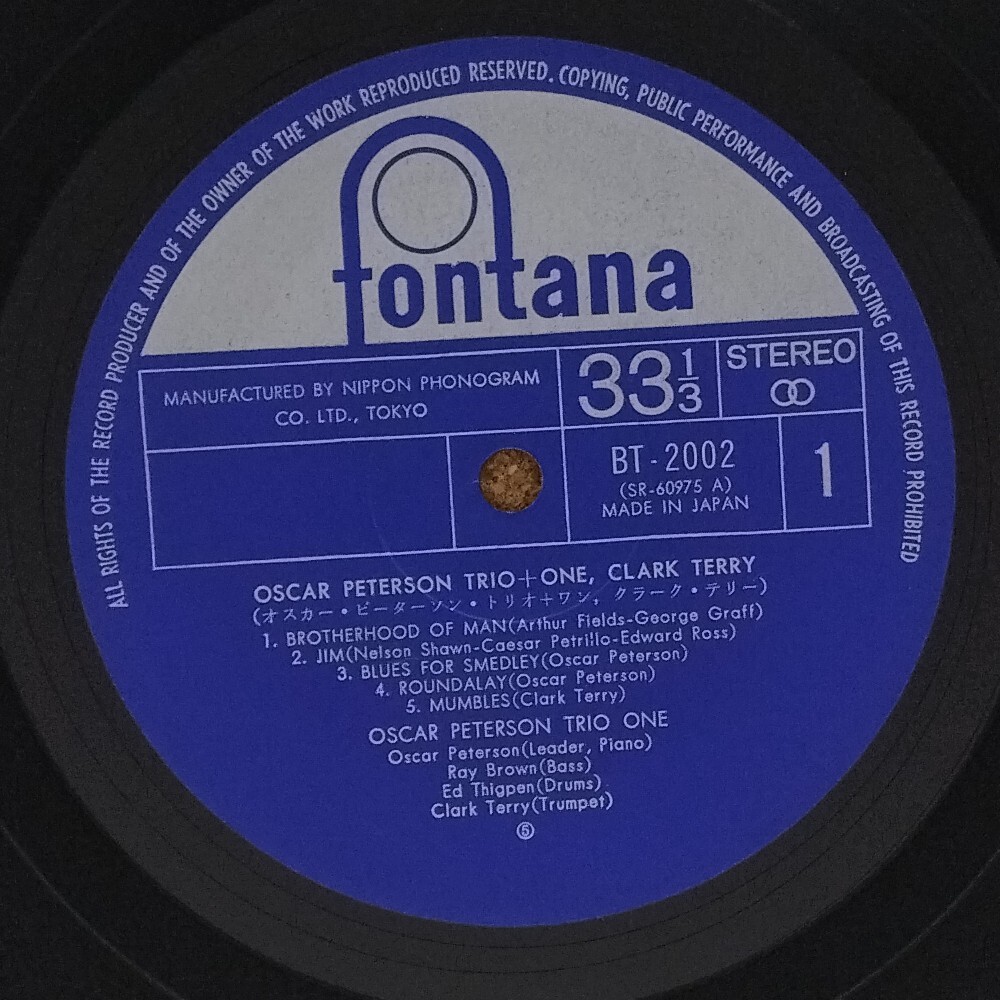 ALL RIGHTS OF THE RECORD PRODUCER AND OF THE OWNER OF THE WORK REPRODUCED RESERVED. COPYING, PUBLIC PERFORMANCE AND BROADCASTING OF THIS RECORD PROHIBITED
fontana
MANUFACTURED BY NIPPON PHONOGRAM
CO. LTD., TOKYO
33 1/3
STEREO
BT-2002
(SR-60975 A)
MADE IN JAPAN
1
OSCAR PETERSON TRIO+ONE, CLARK TERRY
(オスカー・ピーターソン・トリオ+ワン, クラーク・テリー)
1. BROTHERHOOD OF MAN(Arthur Fields-George Graff)
2. JIM(Nelson Shawn-Caesar Petrillo-Edward Ross)
3. BLUES FOR SMEDLEY(Oscar Peterson)
4. ROUNDALAY(Oscar Peterson)
5. MUMBLES(Clark Terry)
OSCAR PETERSON TRIO ONE
Oscar Peterson(Leader, Piano)
Ray Brown(Bass)
Ed Thigpen(Drums)
Clark Terry(Trumpet)
⑤